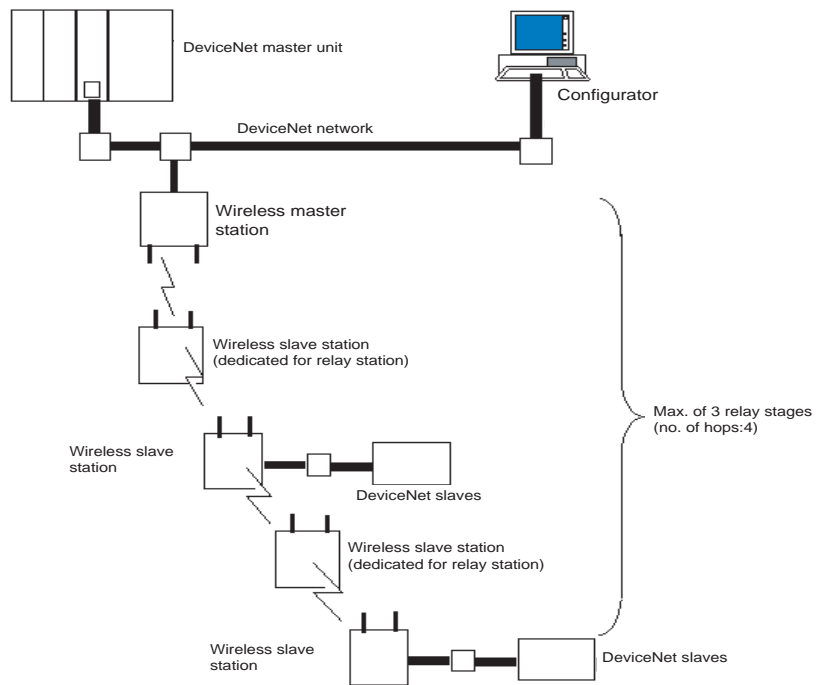 DeviceNet master unit
Configurator
DeviceNet network
Wireless master
station
Wireless slave station
(dedicated for relay station)
Max. of 3 relay stages
(no. of hops:4)
Wireless slave
station
DeviceNet slaves
Wireless slave station
(dedicated for relay station)
Wireless slave
station
DeviceNet slaves